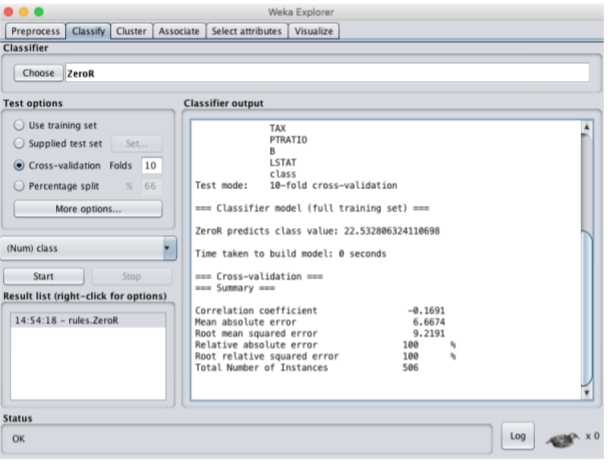 Weka Explorer
Preprocess Classify Cluster Associate Select attributes Visualize
Classifier
Choose ZeroR
Test options
Use training set
Supplied test set Set...
Cross-validation Folds 10
Percentage split % 66
More options...
(Num) class
Start Stop
Result list (right-click for options)
14:54:18 - rules.ZeroR
Classifier output
TAX
PTRATIO
B
LSTAT
class
Test mode: 10-fold cross-validation
=== Classifier model (full training set) ===
ZeroR predicts class value: 22.532806324110698
Time taken to build model: 0 seconds
=== Cross-validation ===
=== Summary ===
Correlation coefficient -0.1691
Mean absolute error 6.6674
Root mean squared error 9.2191
Relative absolute error 100 %
Root relative squared error 100 %
Total Number of Instances 506
Status
OK
Log x 0